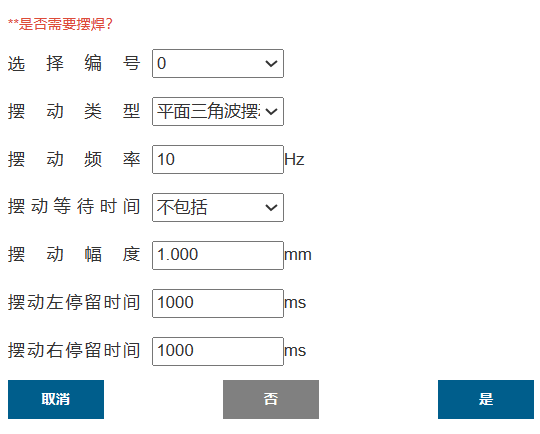 **是否需要摆焊?
选择编号 0
摆动类型 平面三角波摆
摆动频率 10 Hz
摆动等待时间 不包括
摆动幅度 1.000 mm
摆动左停留时间 1000 ms
摆动右停留时间 1000 ms
取消 否 是